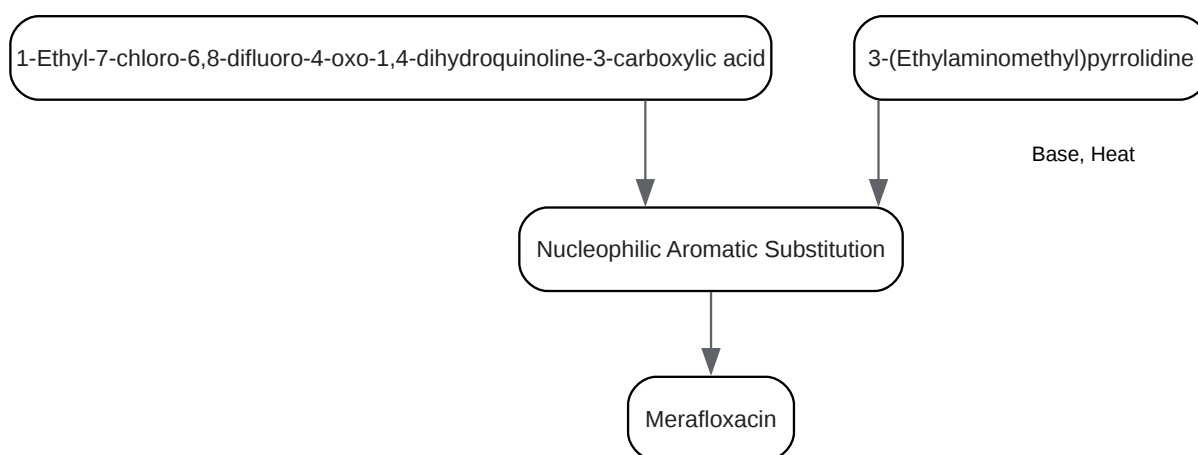 1-Ethyl-7-chloro-6,8-difluoro-4-oxo-1,4-dihydroquinoline-3-carboxylic acid
3-(Ethylaminomethyl)pyrrolidine
Base, Heat
Nucleophilic Aromatic Substitution
Merafloxacin